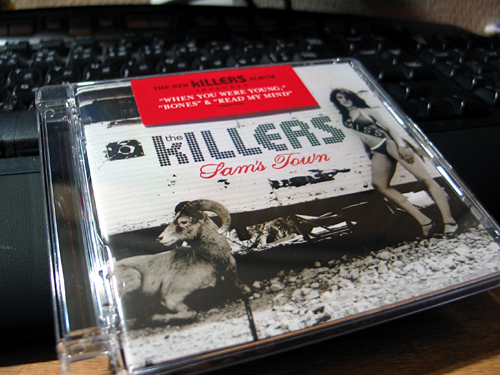 THE NEW KILLERS ALBUM
"WHEN YOU WERE YOUNG,"
"BONES" & "READ MY MIND"
the
KILLERS
Sam's Town